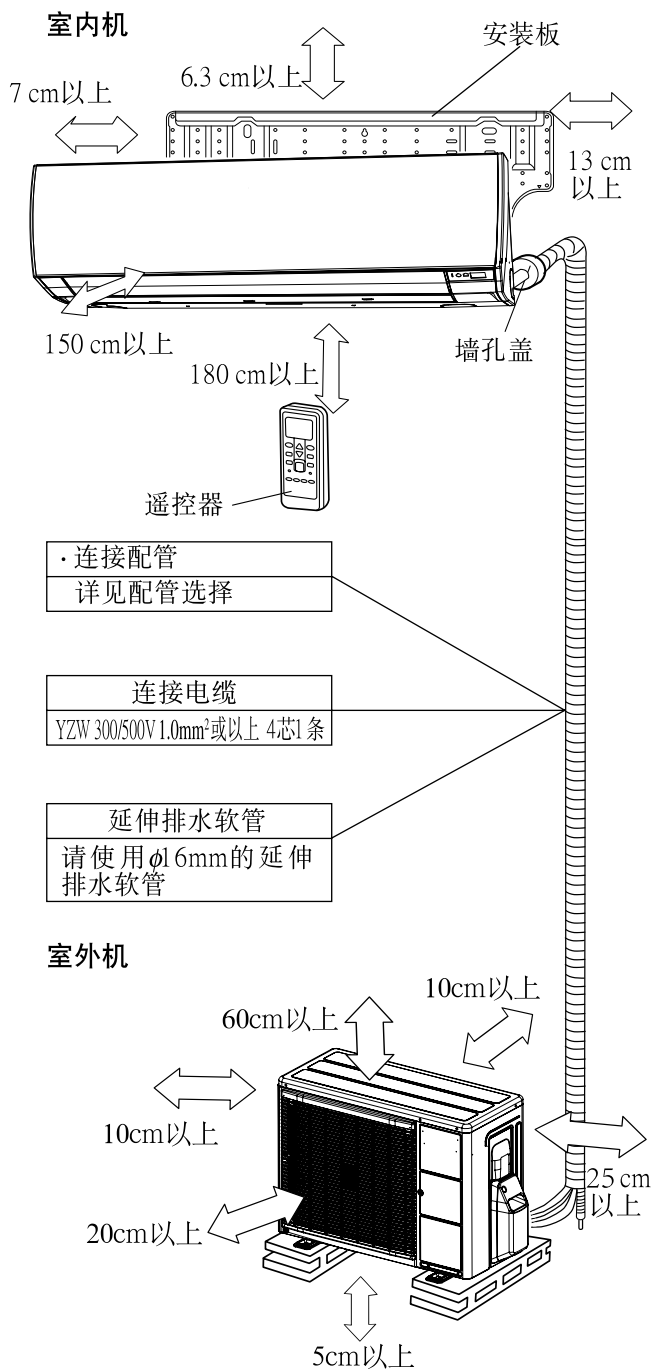 室内机
安装板
6.3 cm以上
7 cm以上
13 cm
以上
150 cm以上
墙孔盖
180 cm以上
遥控器
·连接配管
详见配管选择
连接电缆
YZW 300/500V 1.0mm²或以上 4芯1条
延伸排水软管
请使用ϕ16mm的延伸
排水软管
室外机
10cm以上
60cm以上
10cm以上
25 cm
以上
20cm以上
5cm以上